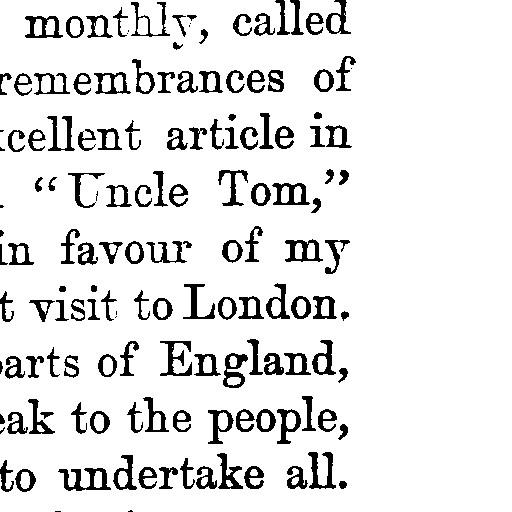 monthly, called
remembrances of
xcellent article in
“Uncle Tom,”
in favour of my
t visit to London.
parts of England,
eak to the people,
to undertake all.